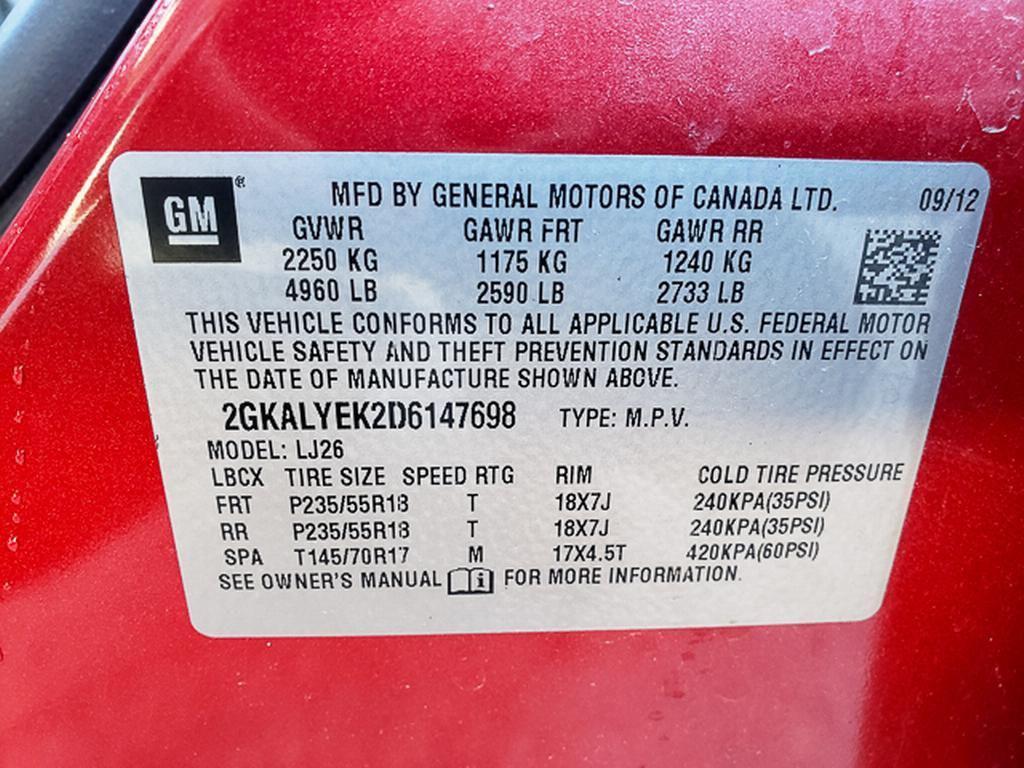 GM®
MFD BY GENERAL MOTORS OF CANADA LTD. 09/12
GVWR GAWR FRT GAWR RR
2250 KG 1175 KG 1240 KG
4960 LB 2590 LB 2733 LB
THIS VEHICLE CONFORMS TO ALL APPLICABLE U.S. FEDERAL MOTOR
VEHICLE SAFETY AND THEFT PREVENTION STANDARDS IN EFFECT ON
THE DATE OF MANUFACTURE SHOWN ABOVE.
2GKALYEK2D6147698 TYPE: M.P.V.
MODEL: LJ26
LBCX TIRE SIZE SPEED RTG RIM COLD TIRE PRESSURE
FRT P235/55R18 T 18X7J 240KPA(35PSI)
RR P235/55R18 T 18X7J 240KPA(35PSI)
SPA T145/70R17 M 17X4.5T 420KPA(60PSI)
SEE OWNER'S MANUAL i FOR MORE INFORMATION.